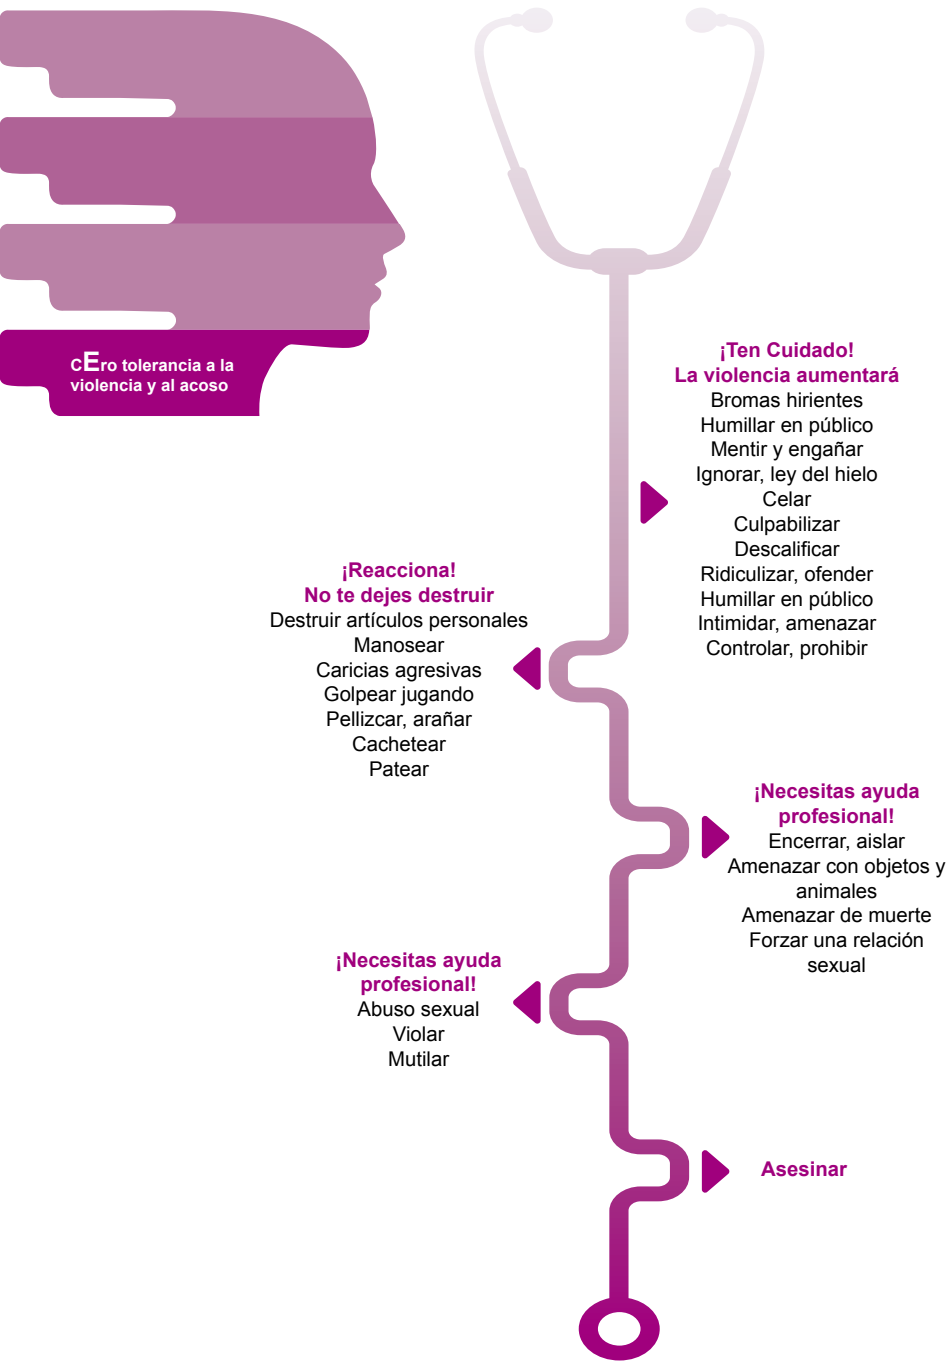 cEro tolerancia a la
violencia y al acoso
¡Ten Cuidado!
La violencia aumentará
Bromas hirientes
Humillar en público
Mentir y engañar
Ignorar, ley del hielo
Celar
Culpabilizar
Descalificar
Ridiculizar, ofender
Humillar en público
Intimidar, amenazar
Controlar, prohibir
¡Reacciona!
No te dejes destruir
Destruir artículos personales
Manosear
Caricias agresivas
Golpear jugando
Pellizcar, arañar
Cachetear
Patear
¡Necesitas ayuda
profesional!
Encerrar, aislar
Amenazar con objetos y
animales
Amenazar de muerte
Forzar una relación
sexual
¡Necesitas ayuda
profesional!
Abuso sexual
Violar
Mutilar
Asesinar